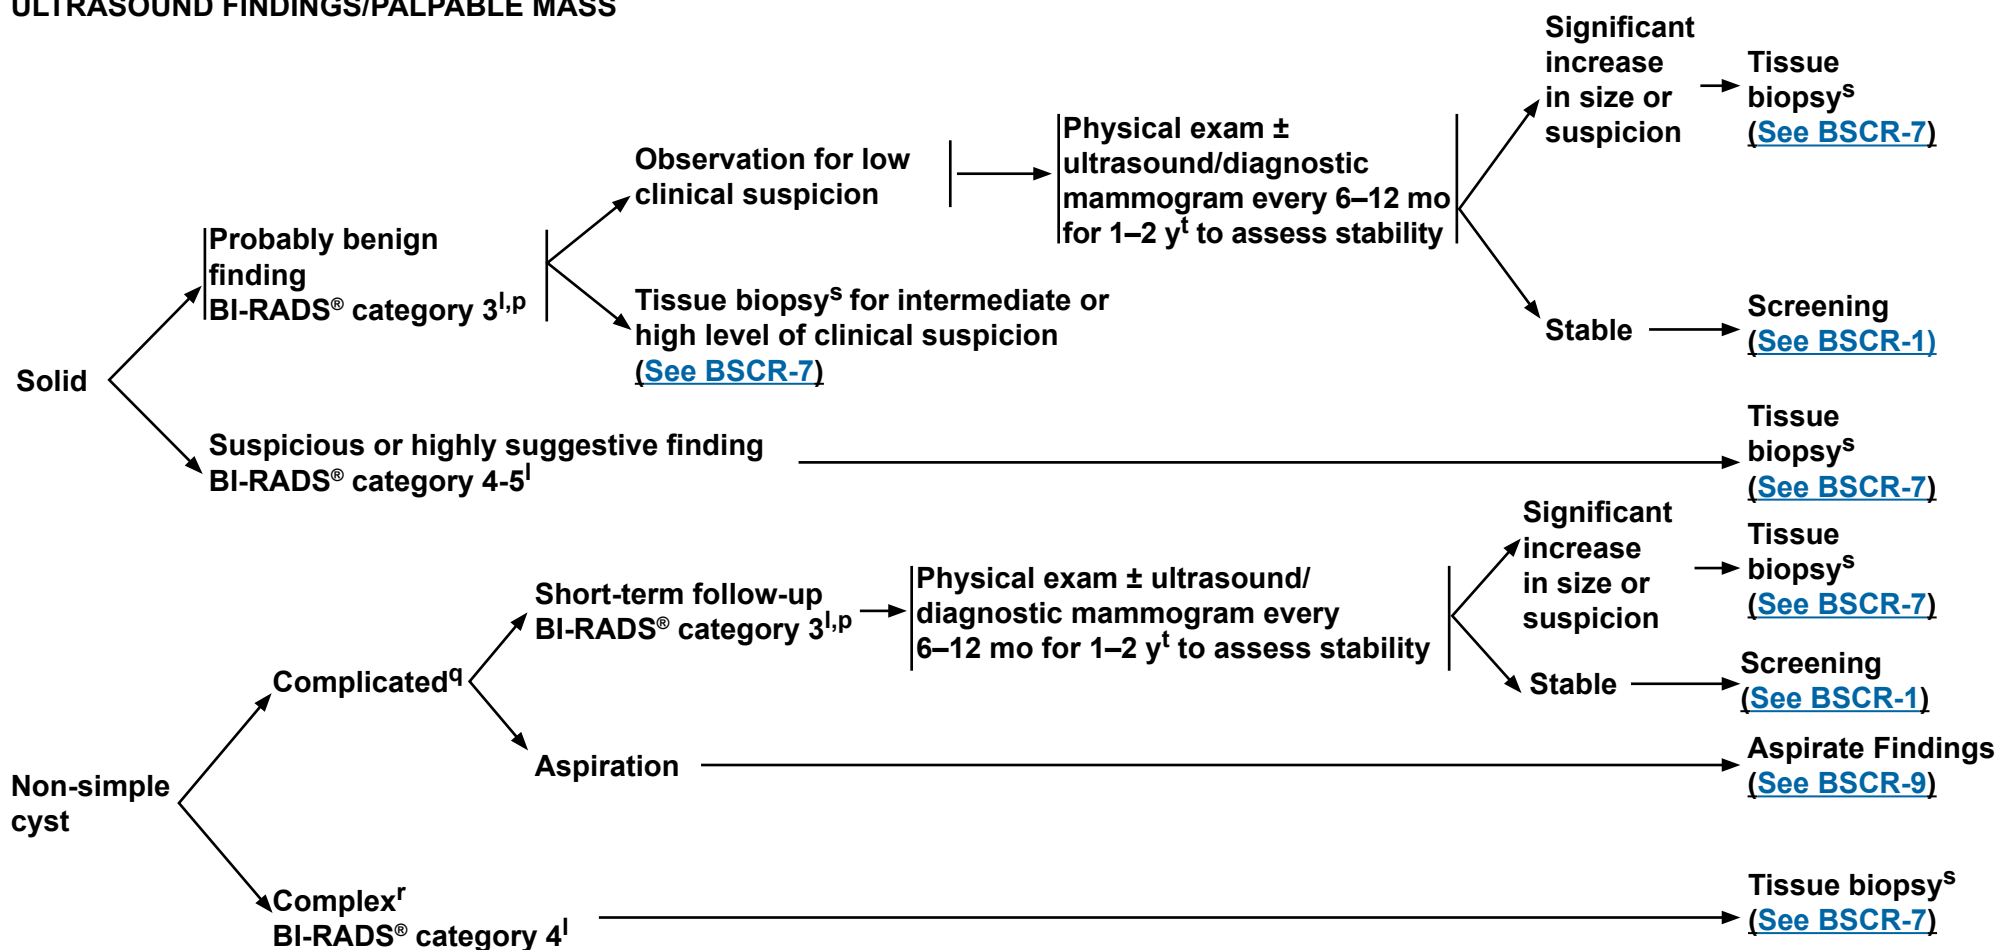 ULTRASOUND FINDINGS/PALPABLE MASS
Solid
Probably benign
finding
BI-RADS® category 3l,p
Observation for low
clinical suspicion
Physical exam ±
ultrasound/diagnostic
mammogram every 6–12 mo
for 1–2 yt to assess stability
Significant
increase
in size or
suspicion
Tissue
biopsys
(See BSCR-7)
Stable
Screening
(See BSCR-1)
Tissue biopsys for intermediate or
high level of clinical suspicion
(See BSCR-7)
Suspicious or highly suggestive finding
BI-RADS® category 4-5l
Tissue
biopsys
(See BSCR-7)
Non-simple
cyst
Complicatedq
Short-term follow-up
BI-RADS® category 3l,p
Physical exam ± ultrasound/
diagnostic mammogram every
6–12 mo for 1–2 yt to assess stability
Significant
increase
in size or
suspicion
Tissue
biopsys
(See BSCR-7)
Stable
Screening
(See BSCR-1)
Aspiration
Aspirate Findings
(See BSCR-9)
Complexr
BI-RADS® category 4l
Tissue biopsys
(See BSCR-7)